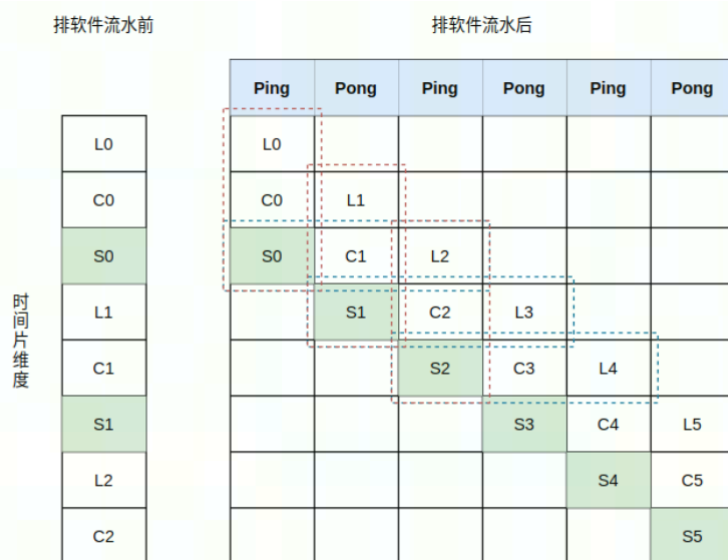 排软件流水前
排软件流水后
Ping Pong Ping Pong Ping Pong
L0 L0
C0 C0 L1
S0 S0 C1 L2
时间片维度
L1 S1 C2 L3
C1 S2 C3 L4
S1 S3 C4 L5
L2 S4 C5
C2 S5